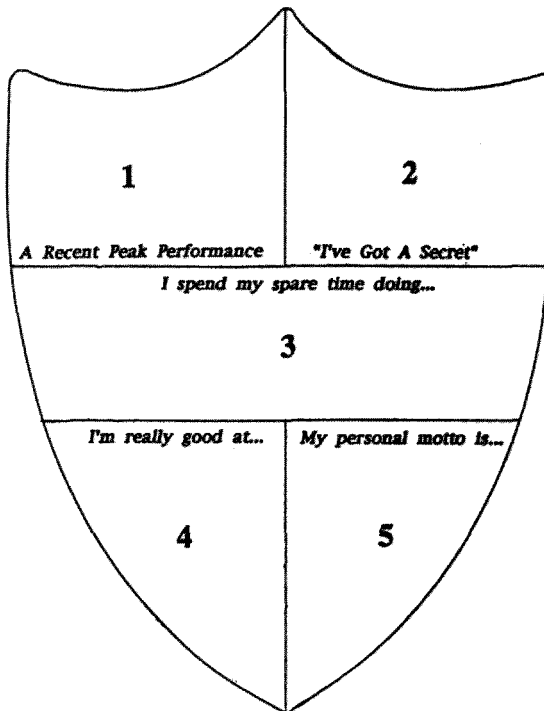 1
2
A Recent Peak Performance
"I've Got A Secret"
I spend my spare time doing...
3
I'm really good at...
My personal motto is...
4
5